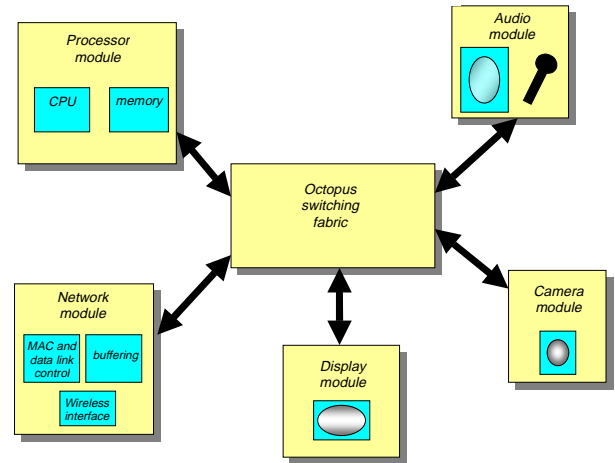 Processor
module
CPU
memory
Audio
module
Octopus
switching
fabric
Network
module
MAC and
data link
control
buffering
Wireless
interface
Display
module
Camera
module